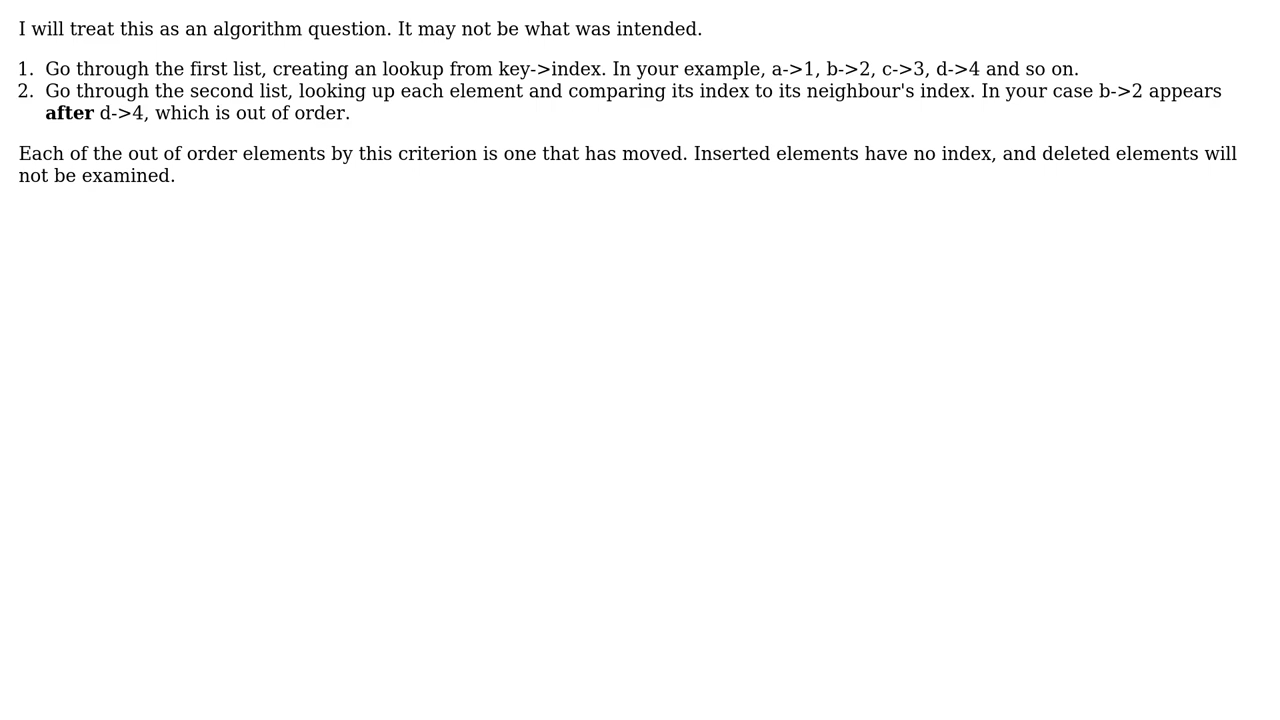 I will treat this as an algorithm question. It may not be what was intended.
1. Go through the first list, creating an lookup from key->index. In your example, a->1, b->2, c->3, d->4 and so on.
2. Go through the second list, looking up each element and comparing its index to its neighbour's index. In your case b->2 appears
after d->4, which is out of order.
Each of the out of order elements by this criterion is one that has moved. Inserted elements have no index, and deleted elements will
not be examined.